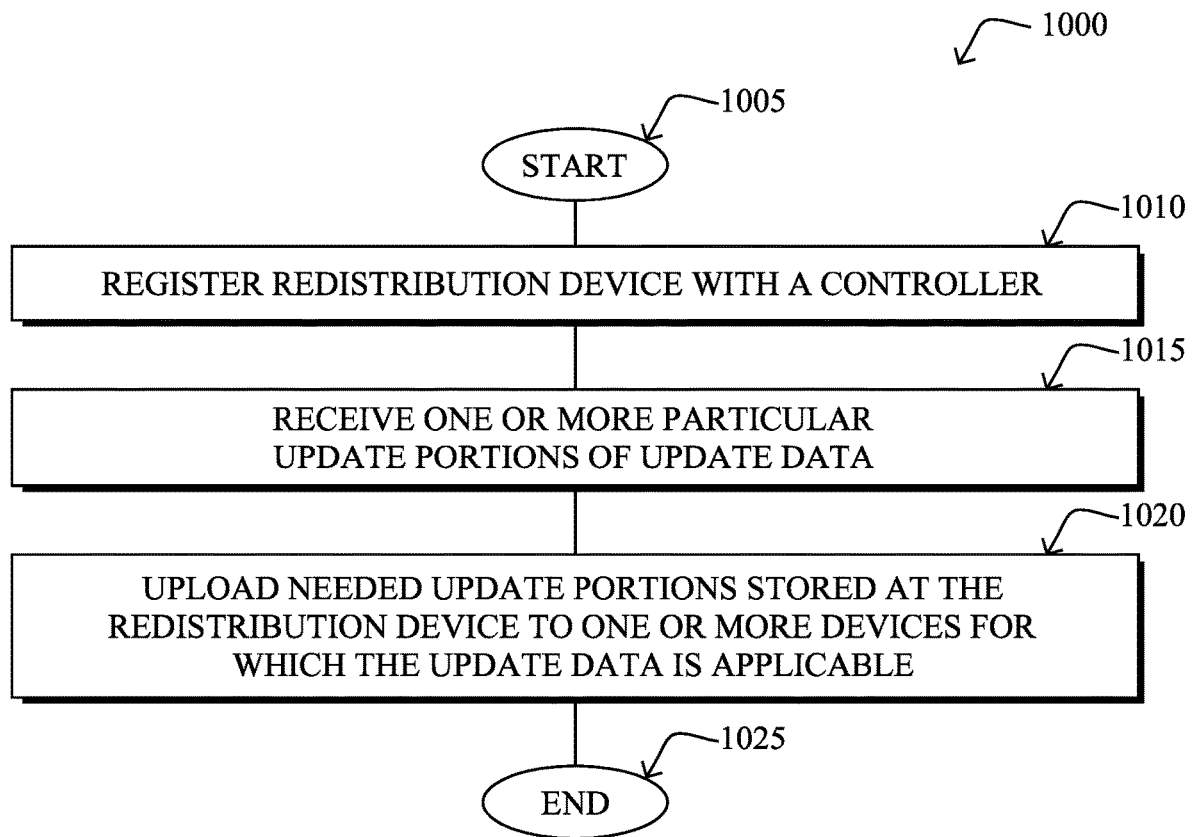 1000
1005
START
1010
REGISTER REDISTRIBUTION DEVICE WITH A CONTROLLER
1015
RECEIVE ONE OR MORE PARTICULAR
UPDATE PORTIONS OF UPDATE DATA
1020
UPLOAD NEEDED UPDATE PORTIONS STORED AT THE
REDISTRIBUTION DEVICE TO ONE OR MORE DEVICES FOR
WHICH THE UPDATE DATA IS APPLICABLE
1025
END